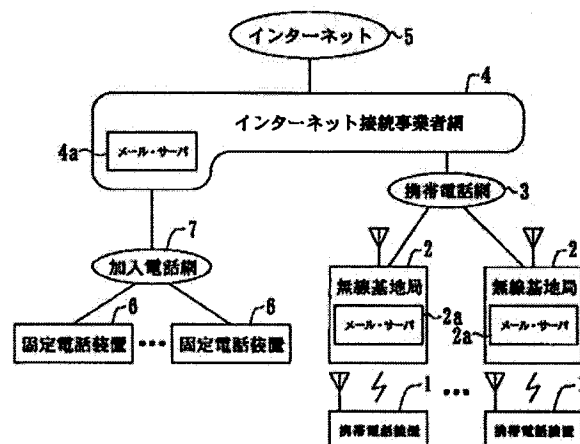 インターネット
5
4
インターネット接続事業者網
4a
メール・サーバ
携帯電話網
3
7
加入電話網
2
2
無線基地局
無線基地局
メール・サーバ
2a
メール・サーバ
2a
6
6
固定電話装置
•••
固定電話装置
1
•••
携帯電話装置
携帯電話装置